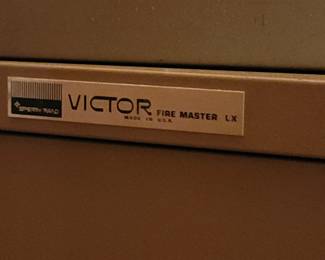 SPERRY RAND
VICTOR FIRE MASTER LX
MADE IN U.S.A.